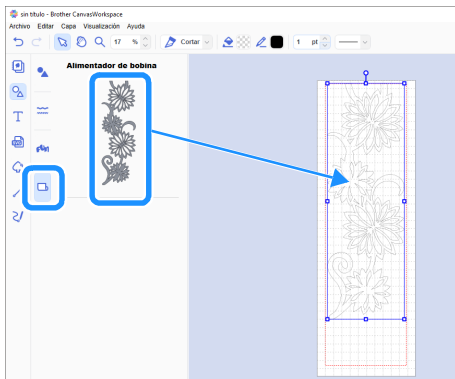 sin título - Brother CanvasWorkspace
Archivo Editar Capa Visualización Ayuda
17 % Cortar 1 pt
Alimentador de bobina
T